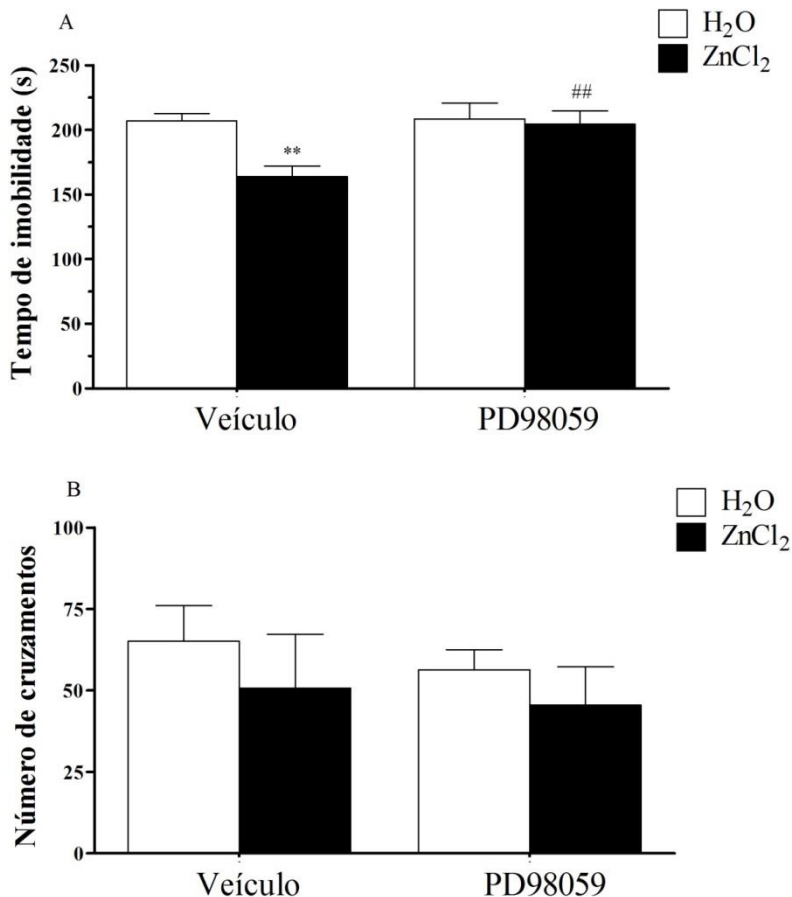 A
H₂O
ZnCl₂
Tempo de imobilidade (s)
250
200
150
100
50
0
**
##
Veículo PD98059
B
H₂O
ZnCl₂
Número de cruzamentos
100
75
50
25
0
Veículo PD98059